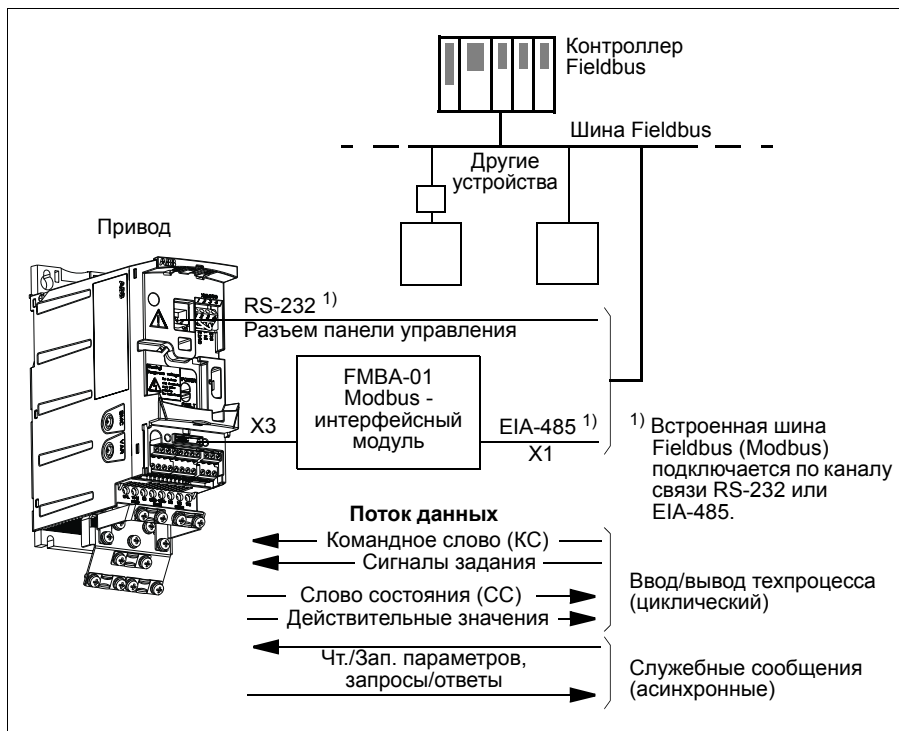 Контроллер
Fieldbus
Шина Fieldbus
Другие
устройства
Привод
ABB
RS-232 1)
Разъем панели управления
FMBA-01
Modbus -
интерфейсный
модуль
X3
EIA-485 1)
X1
1) Встроенная шина
Fieldbus (Modbus)
подключается по каналу
связи RS-232 или
EIA-485.
Поток данных
Командное слово (КС)
Сигналы задания
Слово состояния (СС)
Действительные значения
Ввод/вывод техпроцесса
(циклический)
Чт./Зап. параметров,
запросы/ответы
Служебные сообщения
(асинхронные)